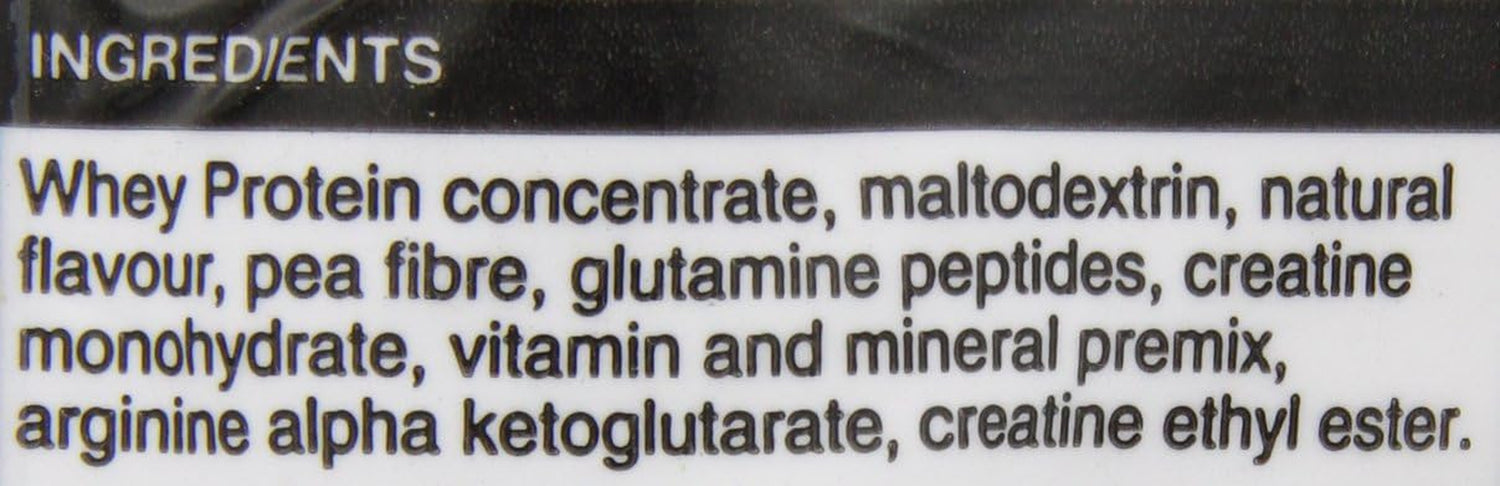 INGREDIENTS
Whey Protein concentrate, maltodextrin, natural
flavour, pea fibre, glutamine peptides, creatine
monohydrate, vitamin and mineral premix,
arginine alpha ketoglutarate, creatine ethyl ester.